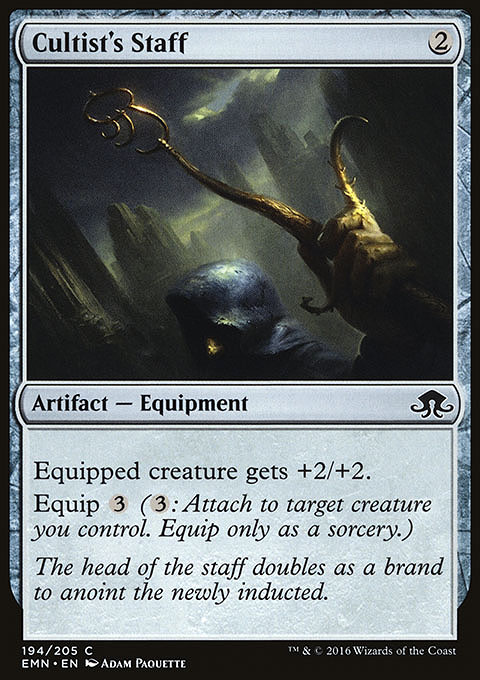 Cultist's Staff 2
Artifact — Equipment
Equipped creature gets +2/+2.
Equip 3 (3: Attach to target creature
you control. Equip only as a sorcery.)
The head of the staff doubles as a brand
to anoint the newly inducted.
194/205 C
EMN • EN Adam Paquette
™ & © 2016 Wizards of the Coast